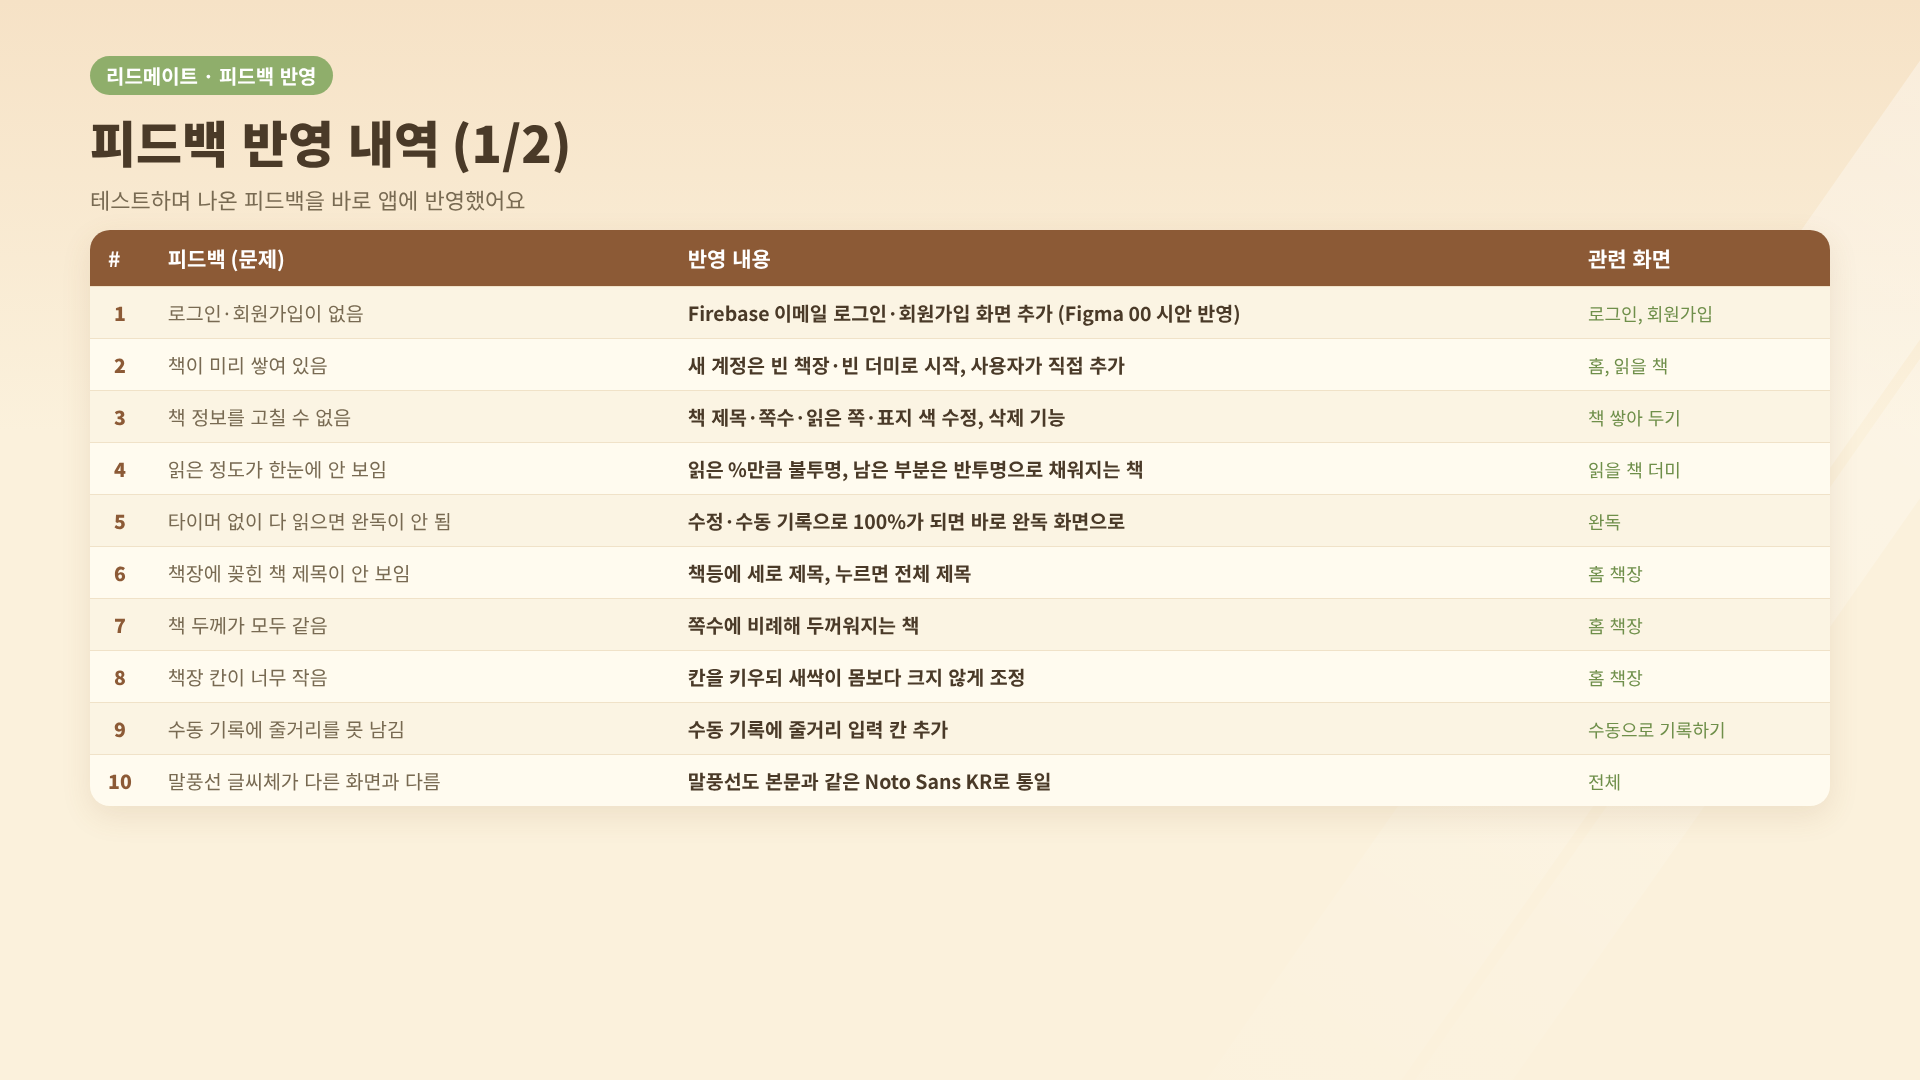 리드메이트 · 피드백 반영
피드백 반영 내역 (1/2)
테스트하며 나온 피드백을 바로 앱에 반영했어요
# 피드백 (문제) 반영 내용 관련 화면
1 로그인·회원가입이 없음 Firebase 이메일 로그인·회원가입 화면 추가 (Figma 00 시안 반영) 로그인, 회원가입
2 책이 미리 쌓여 있음 새 계정은 빈 책장·빈 더미로 시작, 사용자가 직접 추가 홈, 읽을 책
3 책 정보를 고칠 수 없음 책 제목·쪽수·읽은 쪽·표지 색 수정, 삭제 기능 책 쌓아 두기
4 읽은 정도가 한눈에 안 보임 읽은 %만큼 불투명, 남은 부분은 반투명으로 채워지는 책 읽을 책 더미
5 타이머 없이 다 읽으면 완독이 안 됨 수정·수동 기록으로 100%가 되면 바로 완독 화면으로 완독
6 책장에 꽂힌 책 제목이 안 보임 책등에 세로 제목, 누르면 전체 제목 홈 책장
7 책 두께가 모두 같음 쪽수에 비례해 두꺼워지는 책 홈 책장
8 책장 칸이 너무 작음 칸을 키우되 새싹이 몸보다 크지 않게 조정 홈 책장
9 수동 기록에 줄거리를 못 남김 수동 기록에 줄거리 입력 칸 추가 수동으로 기록하기
10 말풍선 글씨체가 다른 화면과 다름 말풍선도 본문과 같은 Noto Sans KR로 통일 전체